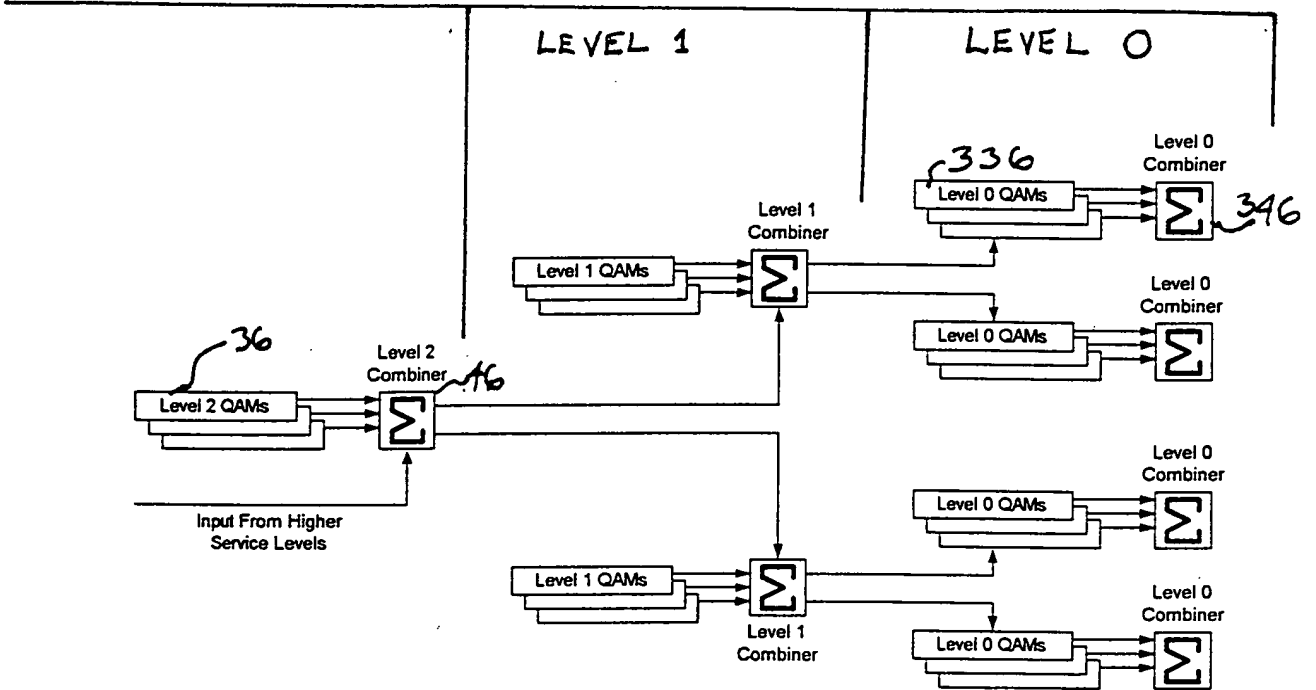 LEVEL 1
LEVEL 0
Level 0
Combiner
336
Level 0 QAMs
346
Level 1
Combiner
Level 1 QAMs
Level 0
Combiner
Level 0 QAMs
36
Level 2
Combiner
46
Level 2 QAMs
Σ
Σ
Σ
Σ
Input From Higher
Service Levels
Level 0
Combiner
Level 0 QAMs
Σ
Level 1 QAMs
Σ
Level 1
Combiner
Level 0
Combiner
Level 0 QAMs
Σ